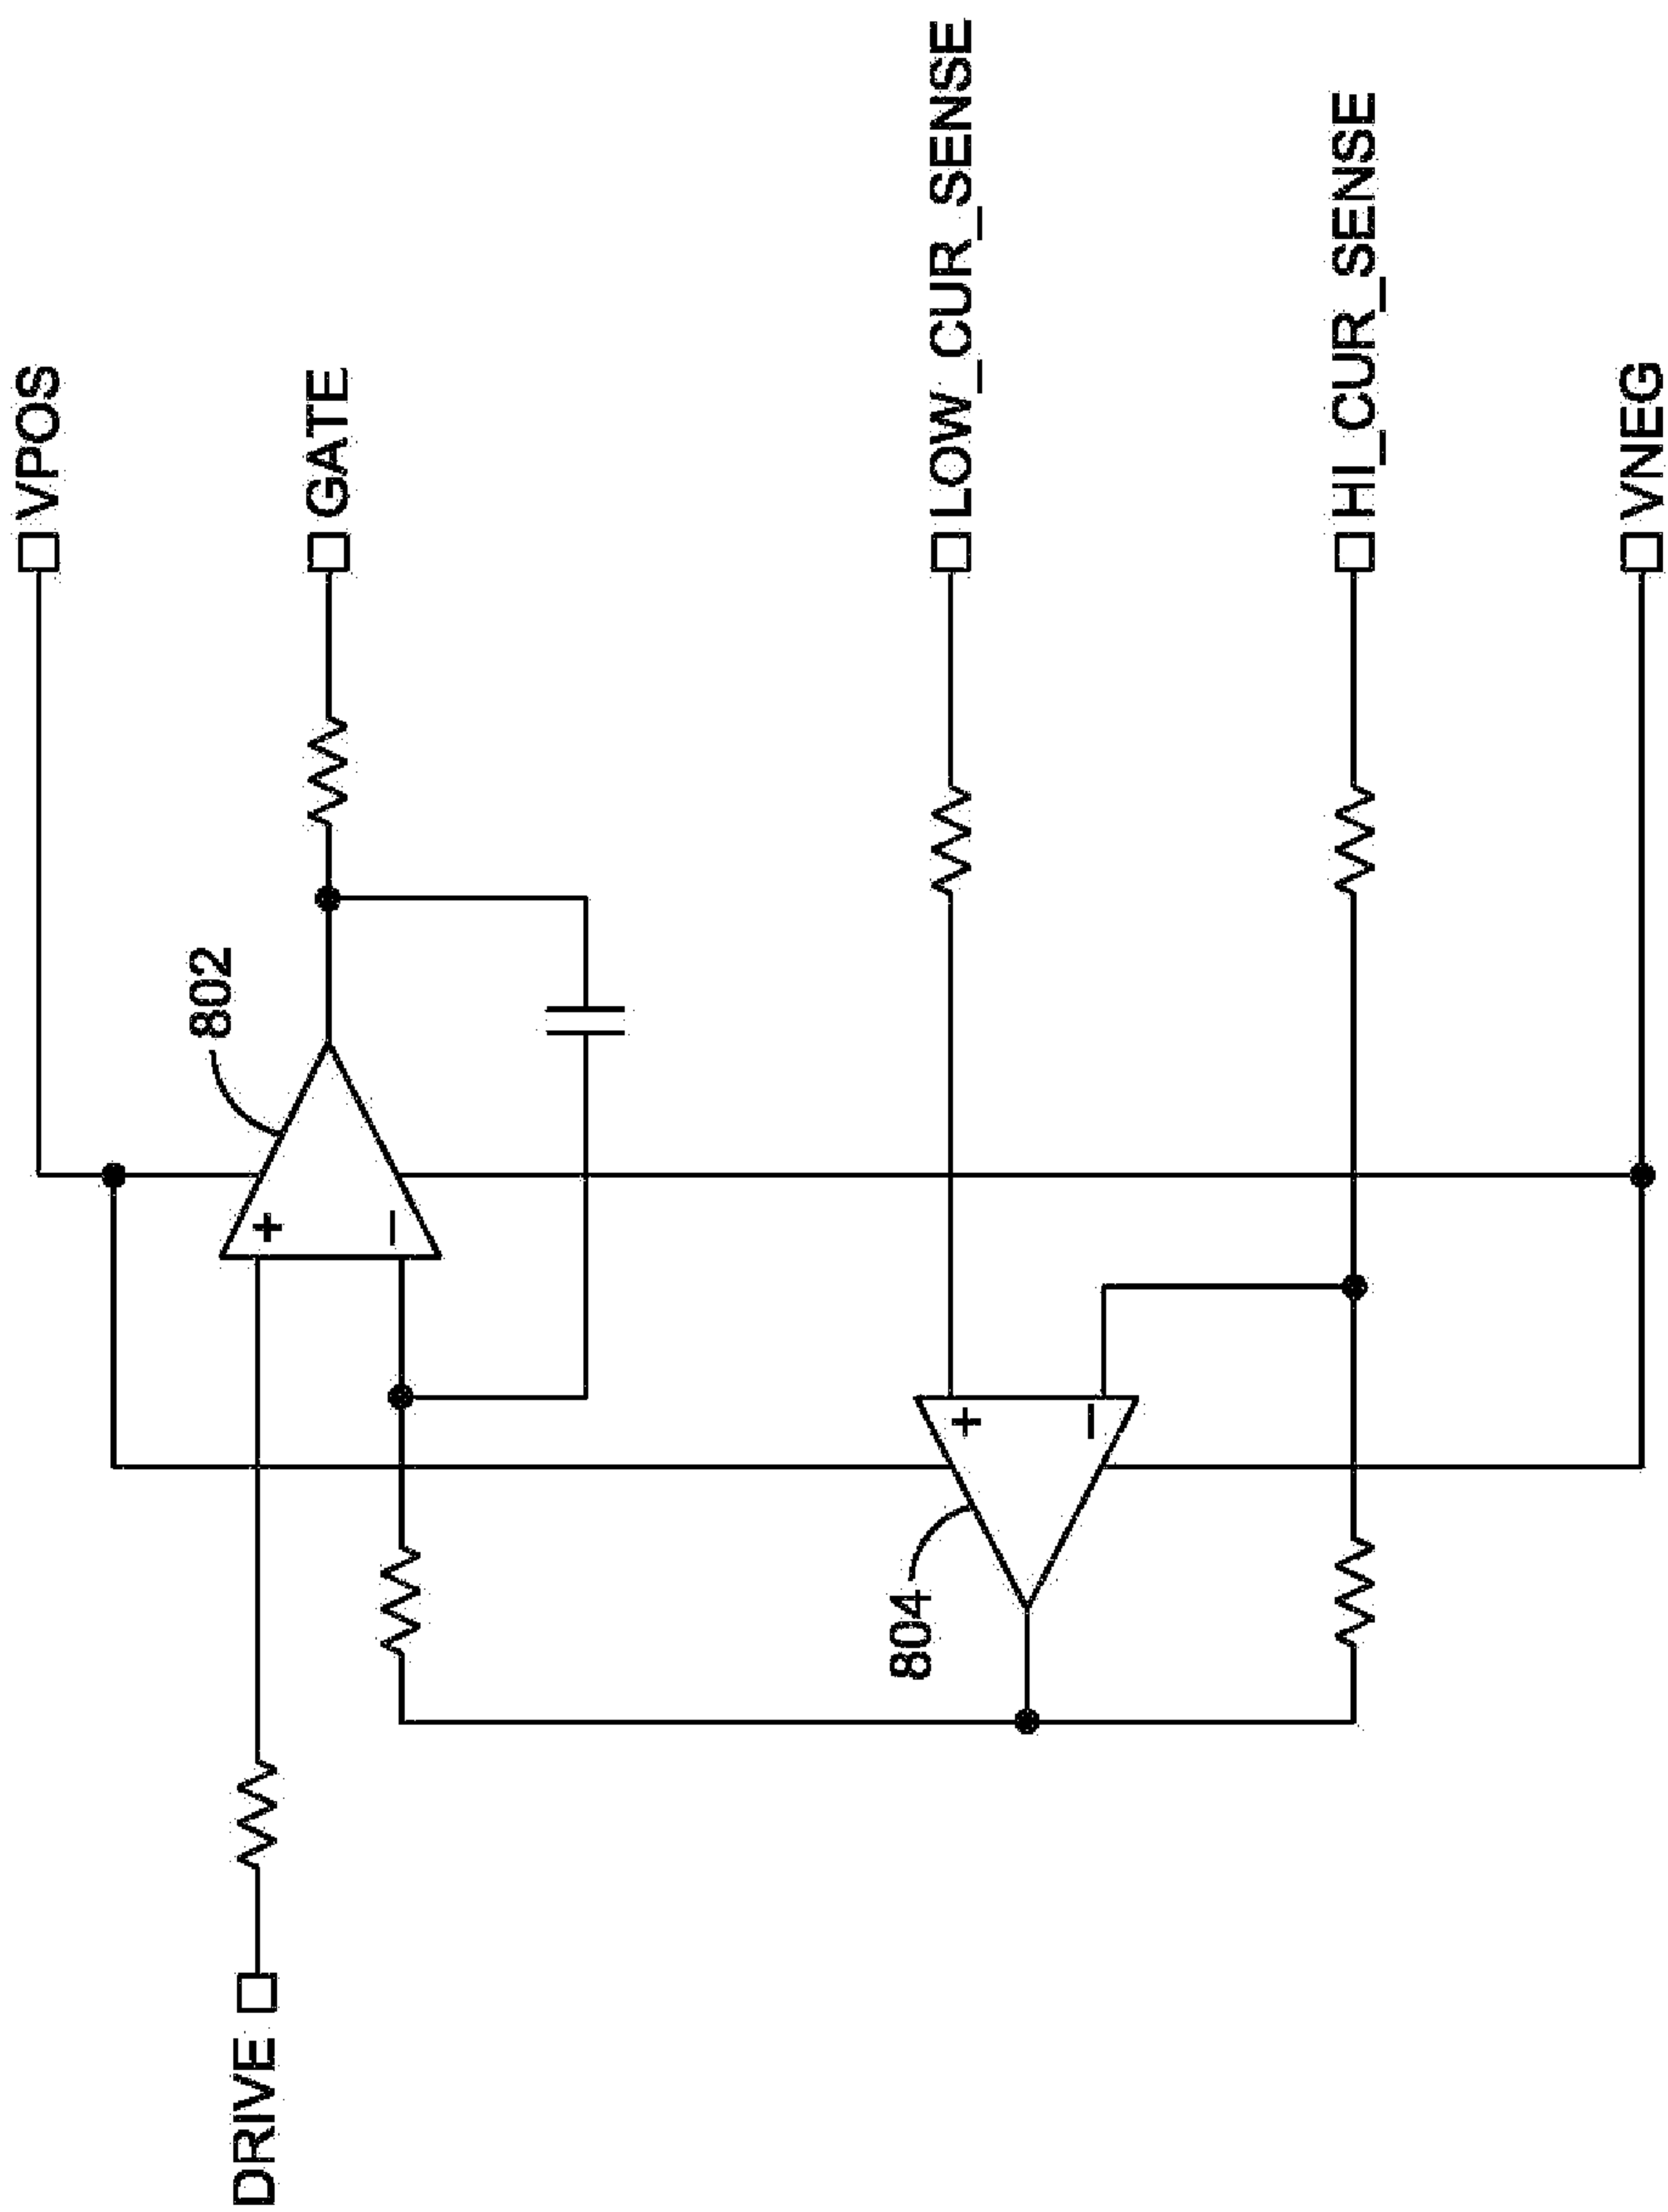 VPOS
802
GATE
DRIVE
+
−
804
LOW_CUR_SENSE
+
−
HI_CUR_SENSE
VNEG